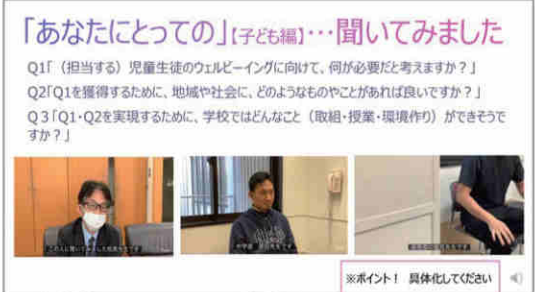 「あなたにとっての」【子ども編】…聞いてみました
Q1「（担当する）児童生徒のウェルビーイングに向けて、何が必要だと考えますか？」
Q2「Q1を獲得するために、地域や社会に、どのようなものやことがあれば良いですか？」
Q３「Q1・Q2を実現するために、学校ではどんなこと（取組・授業・環境作り）ができそうで
すか？」
※ポイント！　具体化してください